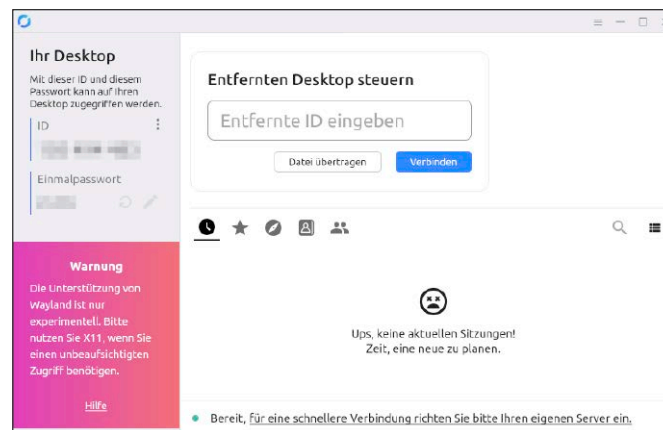 Ihr Desktop
Mit dieser ID und diesem
Passwort kann auf Ihren
Desktop zugegriffen werden.
ID
Einmalpasswort
Warnung
Die Unterstützung von
Wayland ist nur
experimentell. Bitte
nutzen Sie X11, wenn Sie
einen unbeaufsichtigten
Zugriff benötigen.
Hilfe
Entfernten Desktop steuern
Entfernte ID eingeben
Datei übertragen
Verbinden
Ups, keine aktuellen Sitzungen!
Zeit, eine neue zu planen.
Bereit, für eine schnellere Verbindung richten Sie bitte Ihren eigenen Server ein.